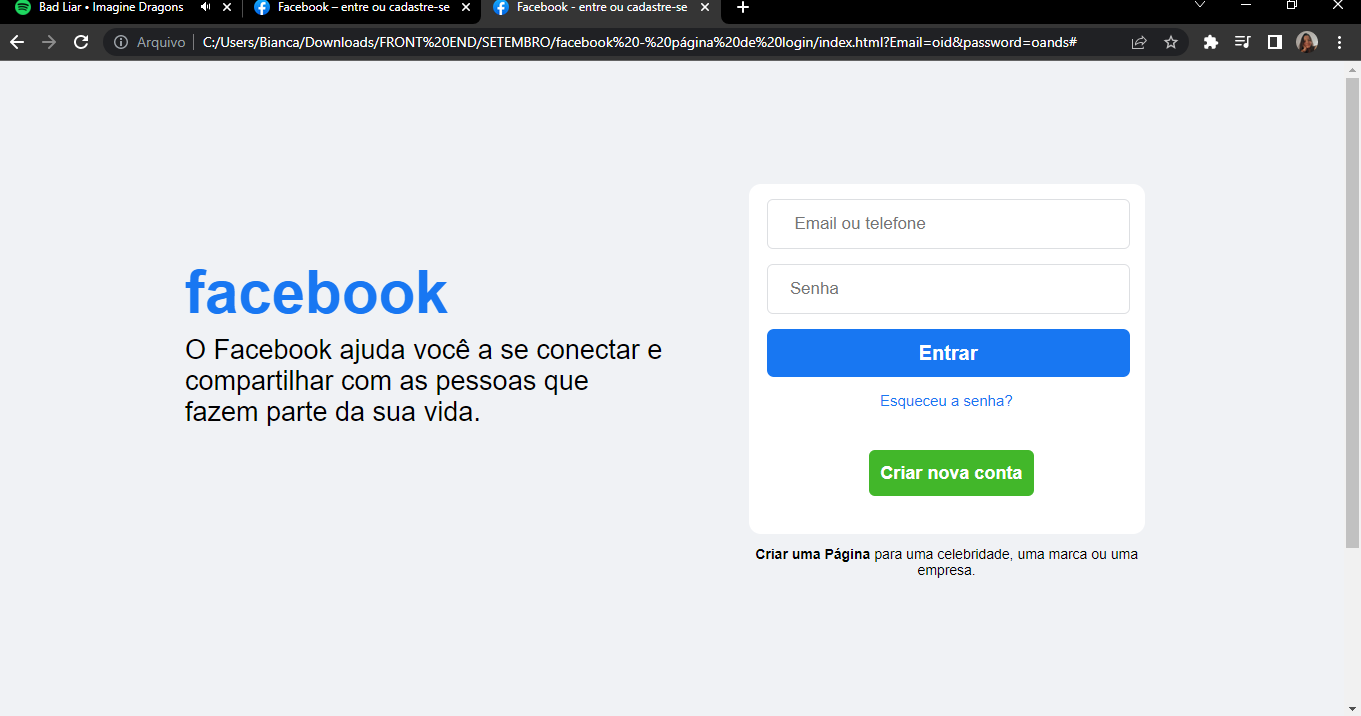 Bad Liar • Imagine Dragons
Facebook – entre ou cadastre-se
Facebook - entre ou cadastre-se
Arquivo
C:/Users/Bianca/Downloads/FRONT%20END/SETEMBRO/facebook%20-%20página%20de%20login/index.html?Email=oid&password=oands#
facebook
O Facebook ajuda você a se conectar e
compartilhar com as pessoas que
fazem parte da sua vida.
Email ou telefone
Senha
Entrar
Esqueceu a senha?
Criar nova conta
Criar uma Página para uma celebridade, uma marca ou uma
empresa.